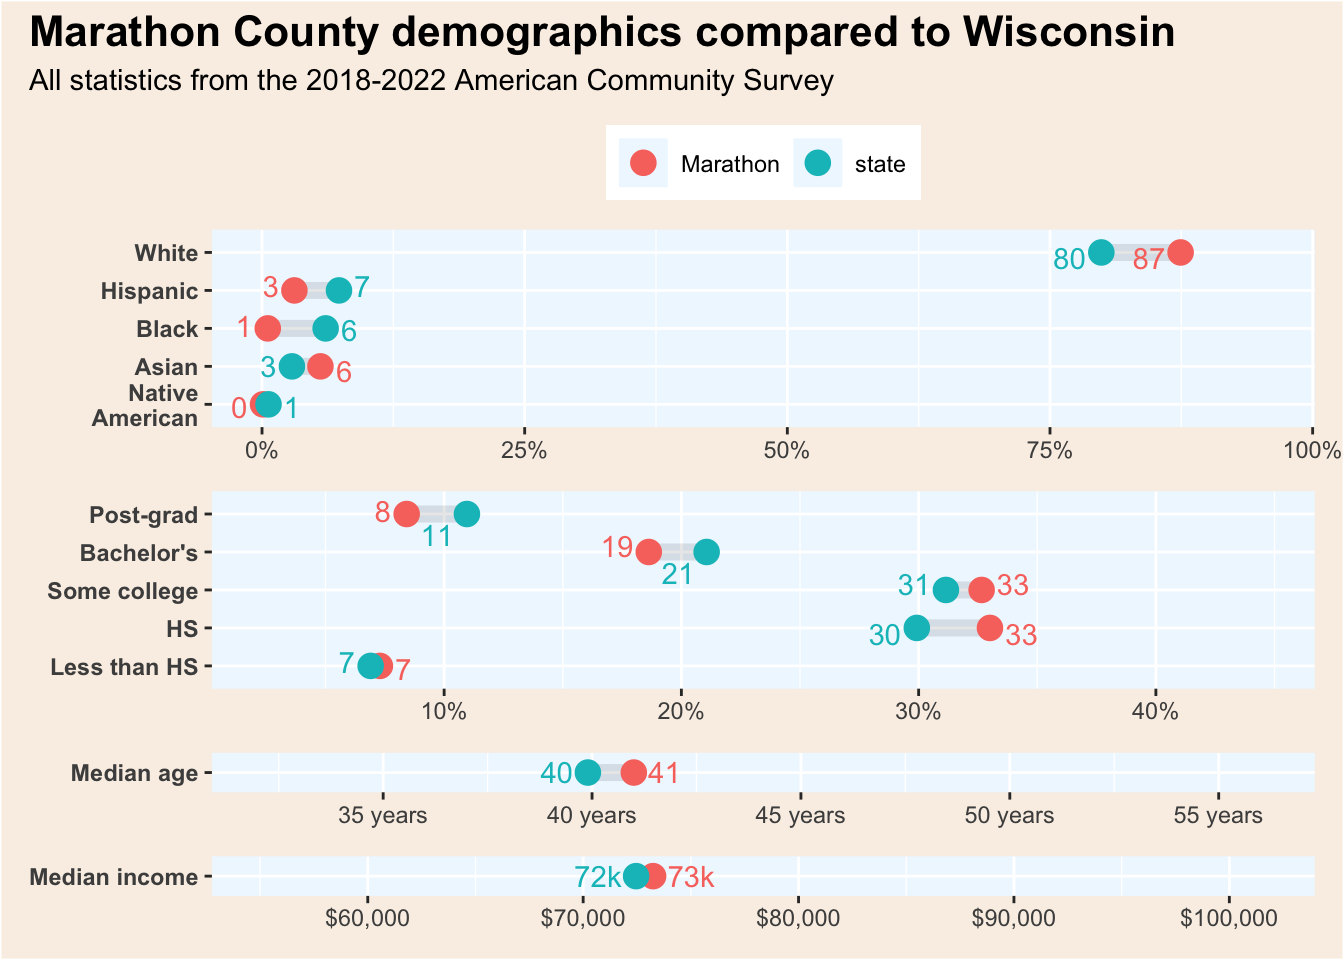 Marathon County demographics compared to Wisconsin
All statistics from the 2018-2022 American Community Survey
Marathon state
White 80 87
Hispanic 3 7
Black 1 6
Asian 3 6
Native
American 0 1
0% 25% 50% 75% 100%
Post-grad 8 11
Bachelor's 19 21
Some college 31 33
HS 30 33
Less than HS 7 7
10% 20% 30% 40%
Median age 40 41
35 years 40 years 45 years 50 years 55 years
Median income 72k 73k
$60,000 $70,000 $80,000 $90,000 $100,000